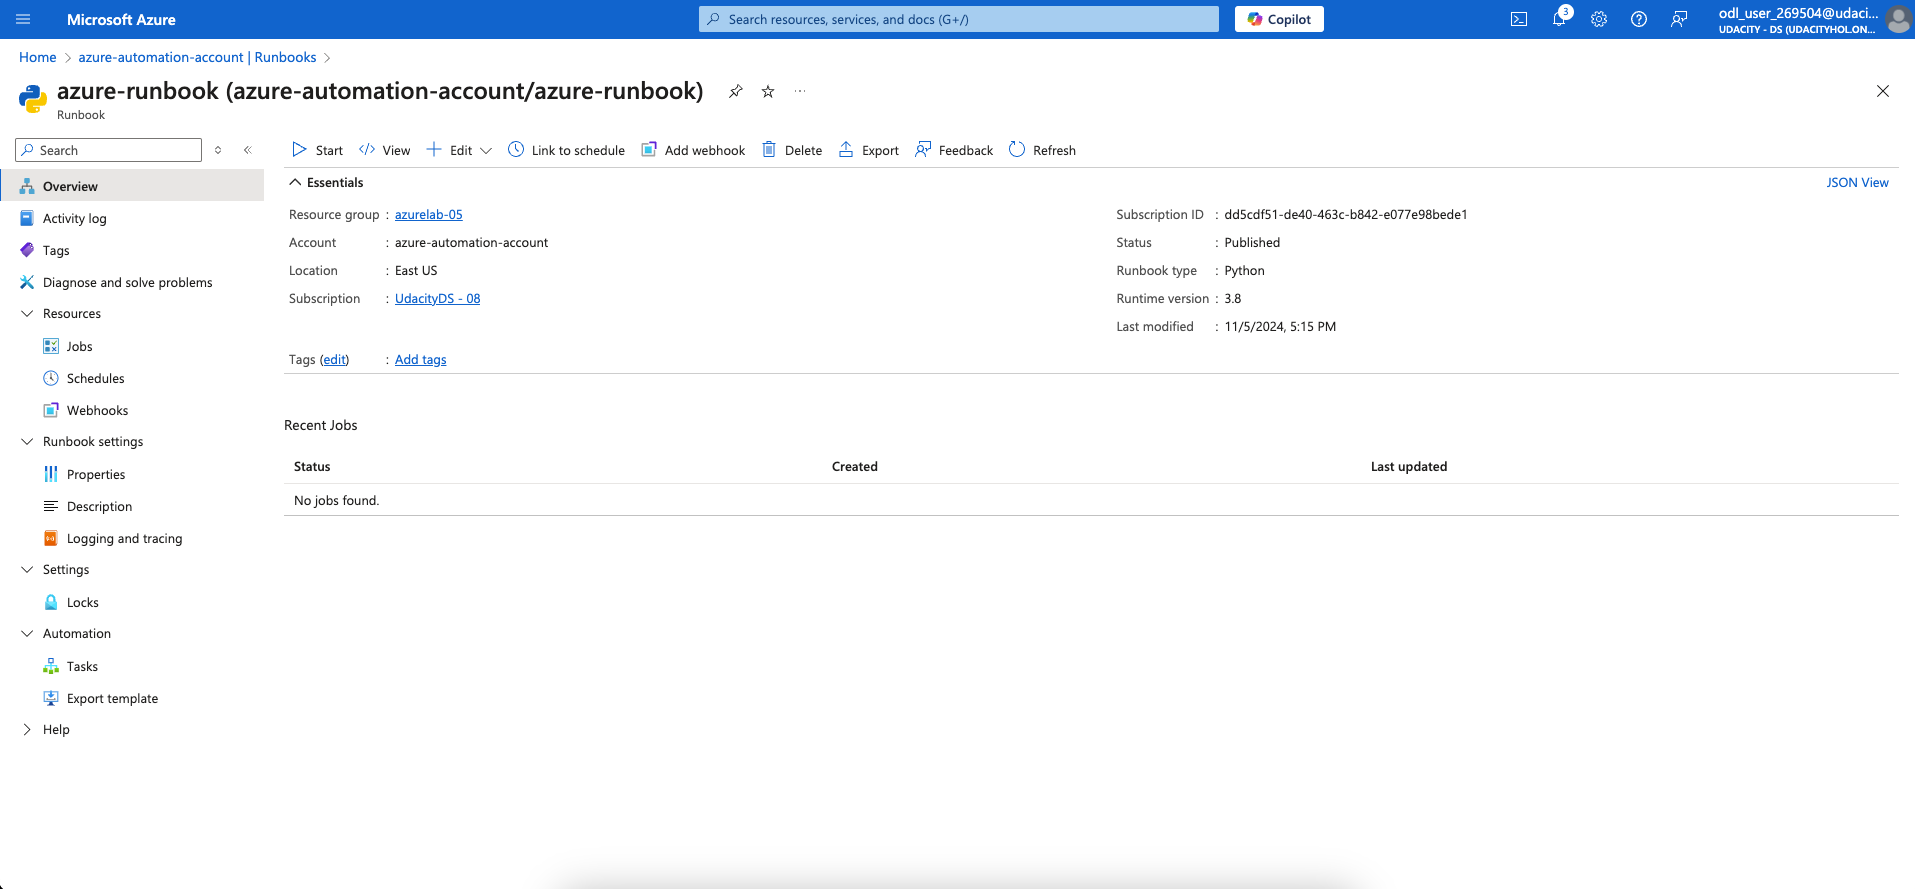 Microsoft Azure
Search resources, services, and docs (G+/)
Copilot
3
odl_user_269504@udaci...
UDACITY - DS (UDACITYHOL.ON...
Home > azure-automation-account | Runbooks >
azure-runbook (azure-automation-account/azure-runbook)
Runbook
Search
Start View Edit Link to schedule Add webhook Delete Export Feedback Refresh
Overview
Activity log
Tags
Diagnose and solve problems
Resources
Jobs
Schedules
Webhooks
Runbook settings
Properties
Description
Logging and tracing
Settings
Locks
Automation
Tasks
Export template
Help
Essentials
JSON View
Resource group : azurelab-05
Account : azure-automation-account
Location : East US
Subscription : UdacityDS - 08
Subscription ID : dd5cdf51-de40-463c-b842-e077e98bede1
Status : Published
Runbook type : Python
Runtime version : 3.8
Last modified : 11/5/2024, 5:15 PM
Tags (edit) : Add tags
Recent Jobs
Status Created Last updated
No jobs found.